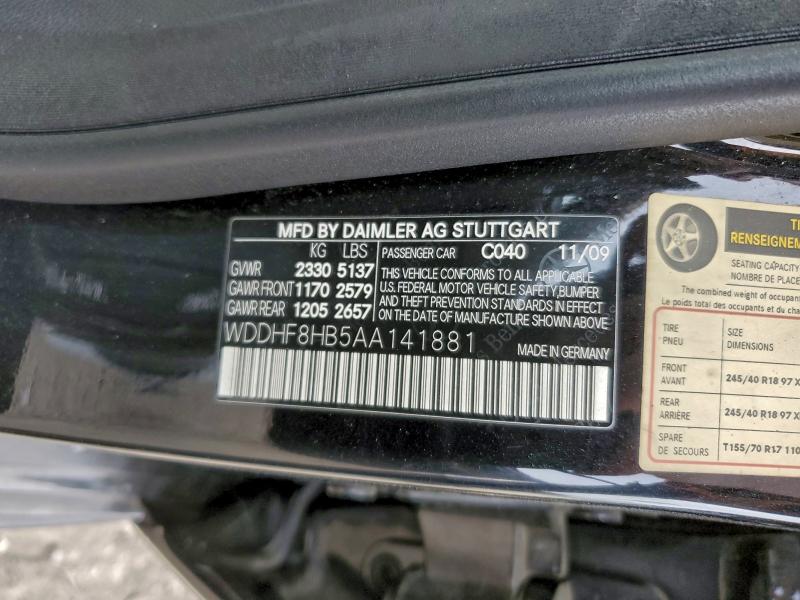 MFD BY DAIMLER AG STUTTGART
KG LBS PASSENGER CAR C040 11/09
GVWR 2330 5137 THIS VEHICLE CONFORMS TO ALL APPLICABLE
GAWR FRONT 1170 2579 U.S. FEDERAL MOTOR VEHICLE SAFETY, BUMPER
GAWR REAR 1205 2657 AND THEFT PREVENTION STANDARDS IN EFFECT
ON THE DATE OF MANUFACTURE SHOWN ABOVE
WDDHF8HB5AA141881
RENSEIGNEM
SEATING CAPACITY
NOMBRE DE PLACE
The combined weight of occupan
Le poids total des occupants et du cha
TIRE SIZE
PNEU DIMENSIONS
FRONT
AVANT 245/40 R18 97 X
REAR
ARRIÈRE 245/40 R18 97 X
SPARE
DE SECOURS T155/70 R17 110